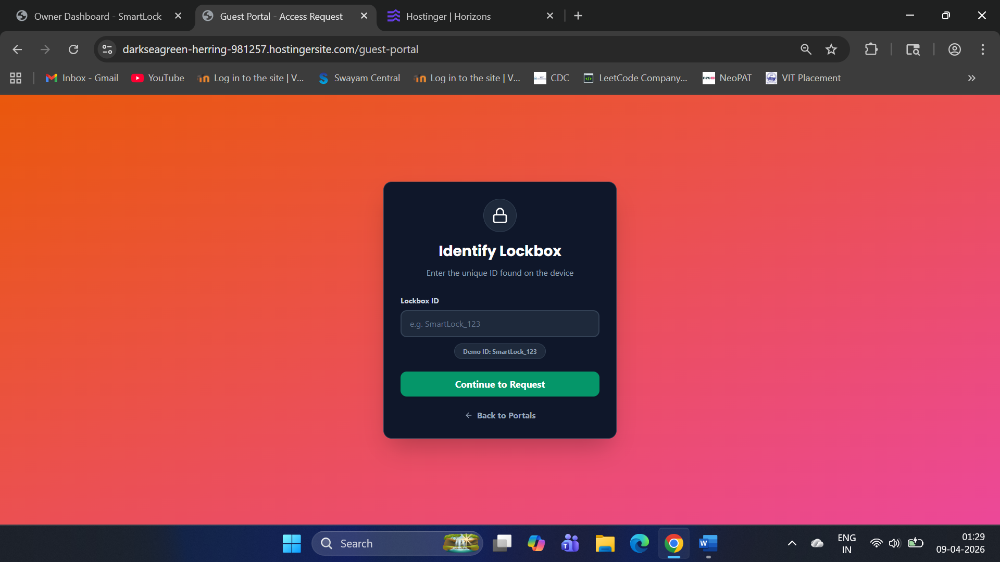 Owner Dashboard - SmartLock
Guest Portal - Access Request
Hostinger | Horizons
darkseagreen-herring-981257.hostingersite.com/guest-portal
Inbox - Gmail
YouTube
Log in to the site | V...
Swayam Central
Log in to the site | V...
CDC
LeetCode Company...
NeoPAT
VIT Placement
Identify Lockbox
Enter the unique ID found on the device
Lockbox ID
e.g. SmartLock_123
Demo ID: SmartLock_123
Continue to Request
Back to Portals
Search
ENG
IN
01:29
09-04-2026